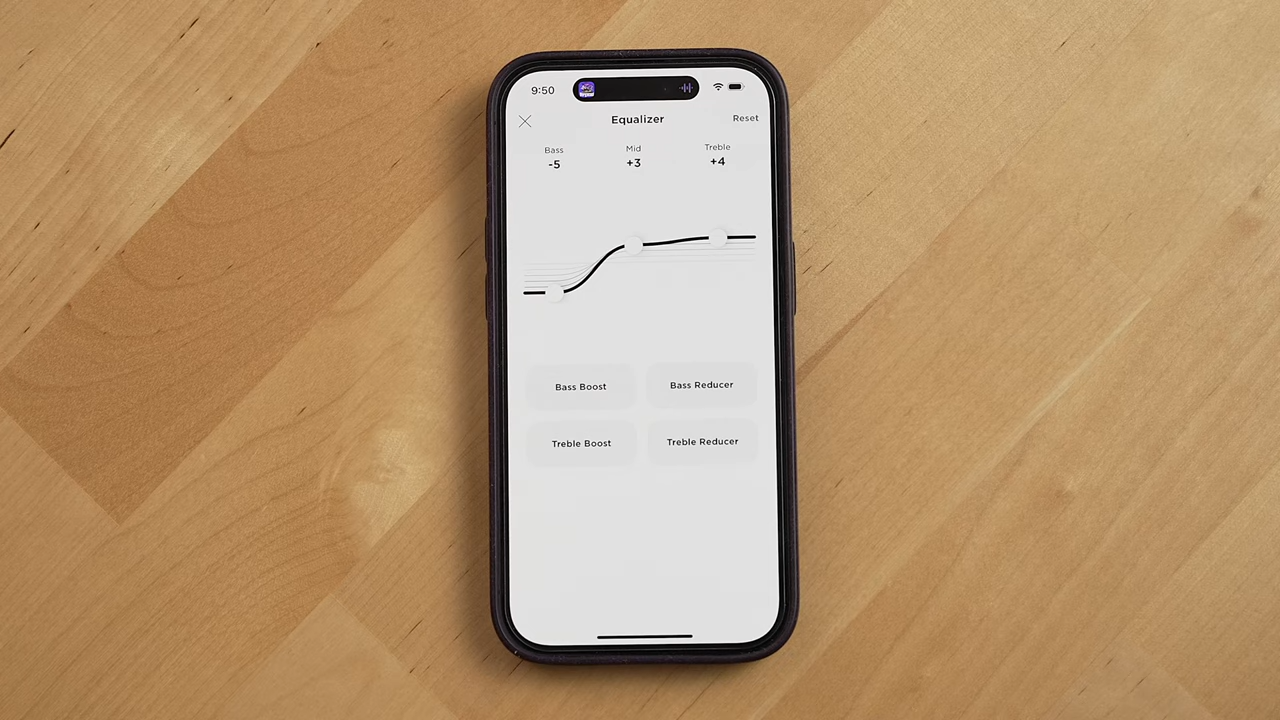 9:50
Equalizer
Reset
Bass
Mid
Treble
-5
+3
+4
Bass Boost
Bass Reducer
Treble Boost
Treble Reducer